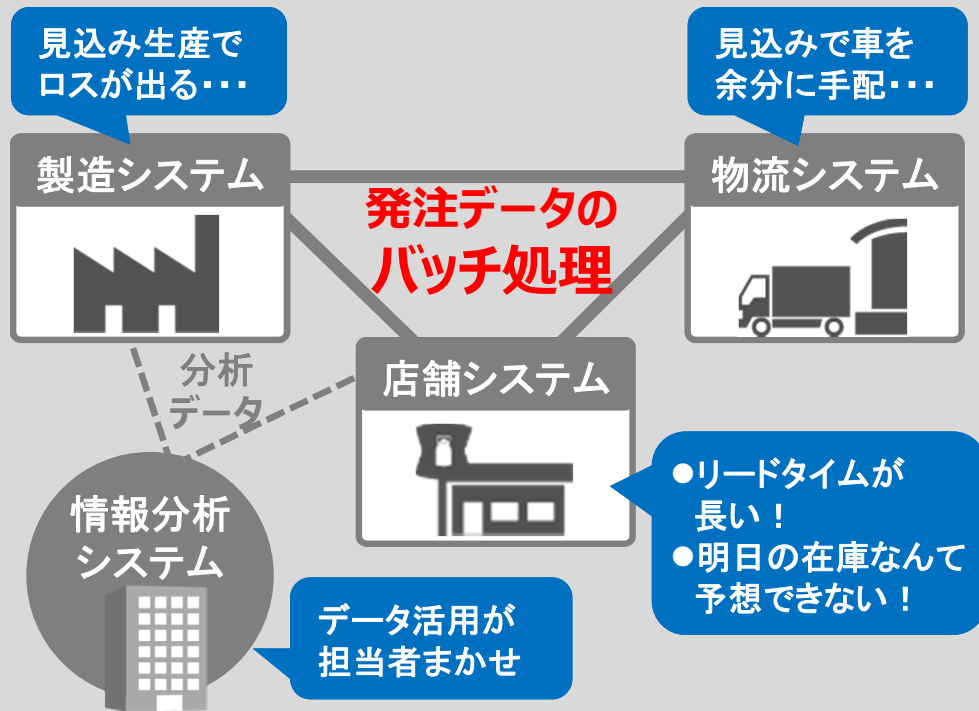 見込み生産で
ロスが出る･･･
見込みで車を
余分に手配･･･
製造システム
物流システム
発注データの
バッチ処理
分析
データ
店舗システム
●リードタイムが
長い！
●明日の在庫なんて
予想できない！
情報分析
システム
データ活用が
担当者まかせ